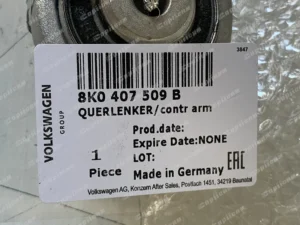 3847
VOLKSWAGEN
GROUP
8K0 407 509 B
QUERLENKER/contr arm
Prod.date:
Expire Date:NONE
1 LOT:
Piece Made in Germany EAC
Volkswagen AG, Konzern After Sales, Postfach 1451, 34219 Baunatal